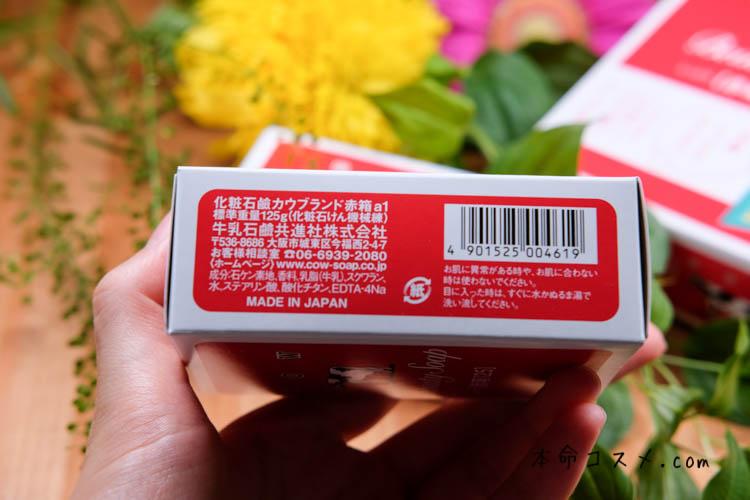 化粧石鹸カウブランド赤箱a1
標準重量125g(化粧石けん機械練)
牛乳石鹸共進社株式会社
〒536-8686 大阪市城東区今福西2-4-7
お客様相談室☎06-6939-2080
〈ホームページ〉www.cow-soap.co.jp
成分:石ケン素地,香料,乳脂(牛乳),スクワラン,
水,ステアリン酸,酸化チタン,EDTA-4Na
MADE IN JAPAN
紙
4 901525 004619
お肌に異常がある時や、お肌に合わない
時は使わないでください。
目に入った時は、すぐに水かぬるま湯で
洗い流してください。
本命コスメ.com